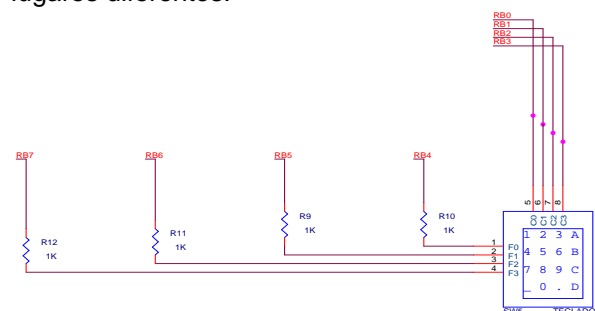 lugares diferentes.
RB0
RB1
RB2
RB3
RB7
RB6
RB5
RB4
R12
1K
R11
1K
R9
1K
R10
1K
5
6
7
8
C0
C1
C2
C3
1
2
3
4
F0
F1
F2
F3
1 2 3 A
4 5 6 B
7 8 9 C
_ 0 . D
SW6 TECLADO